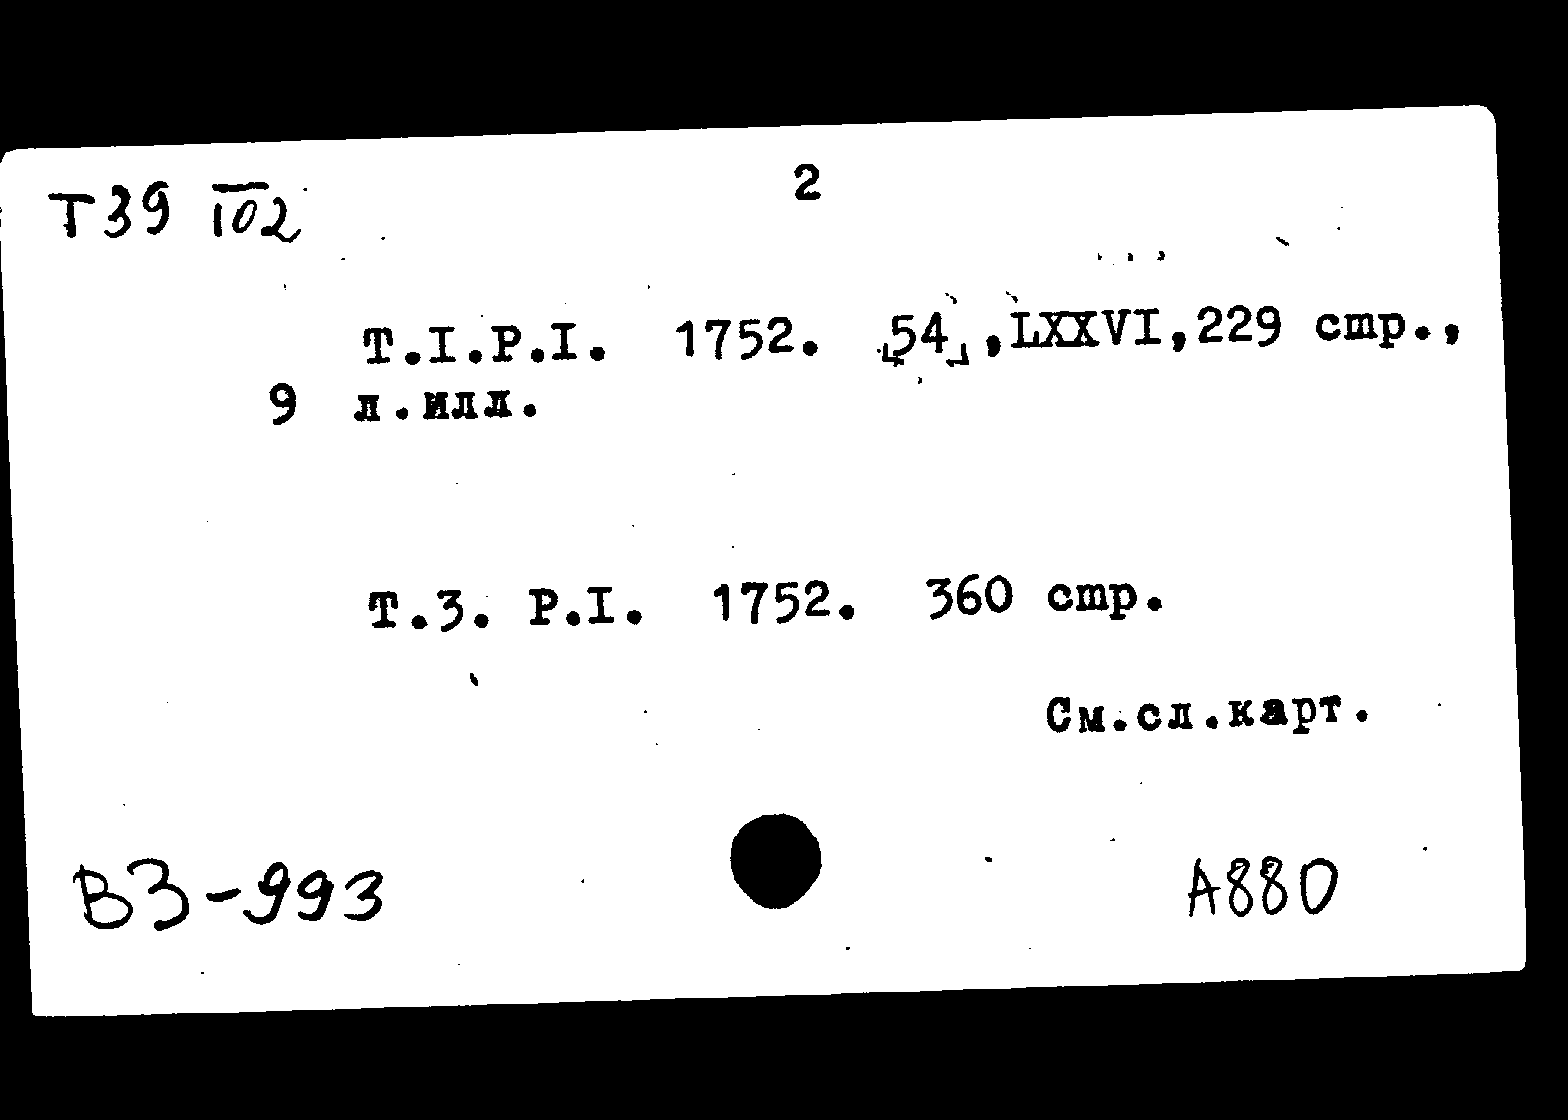 Т39 102
2
Т.I.P.I. 1752. [54],LXXVI,229 стр.,
9 л.илл.
Т.3. P.I. 1752. 360 стр.
См.сл.карт.
В3-993
А880